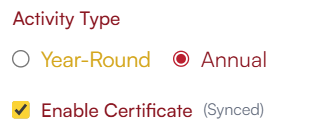 Activity Type
Year-Round Annual
Enable Certificate (Synced)